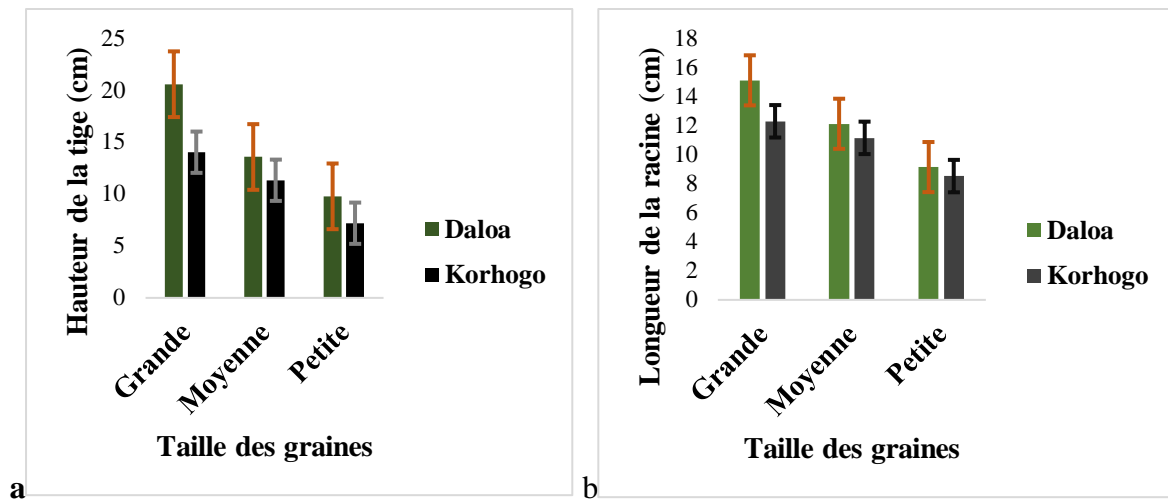 Hauteur de la tige (cm)
25
20
15
10
5
0
Grande
Moyenne
Petite
Taille des graines
Daloa
Korhogo
a
Longueur de la racine (cm)
18
16
14
12
10
8
6
4
2
0
Grande
Moyenne
Petite
Taille des graines
Daloa
Korhogo
b